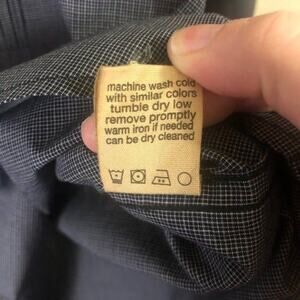 machine wash cold
with similar colors
tumble dry low
remove promptly
warm iron if needed
can be dry cleaned